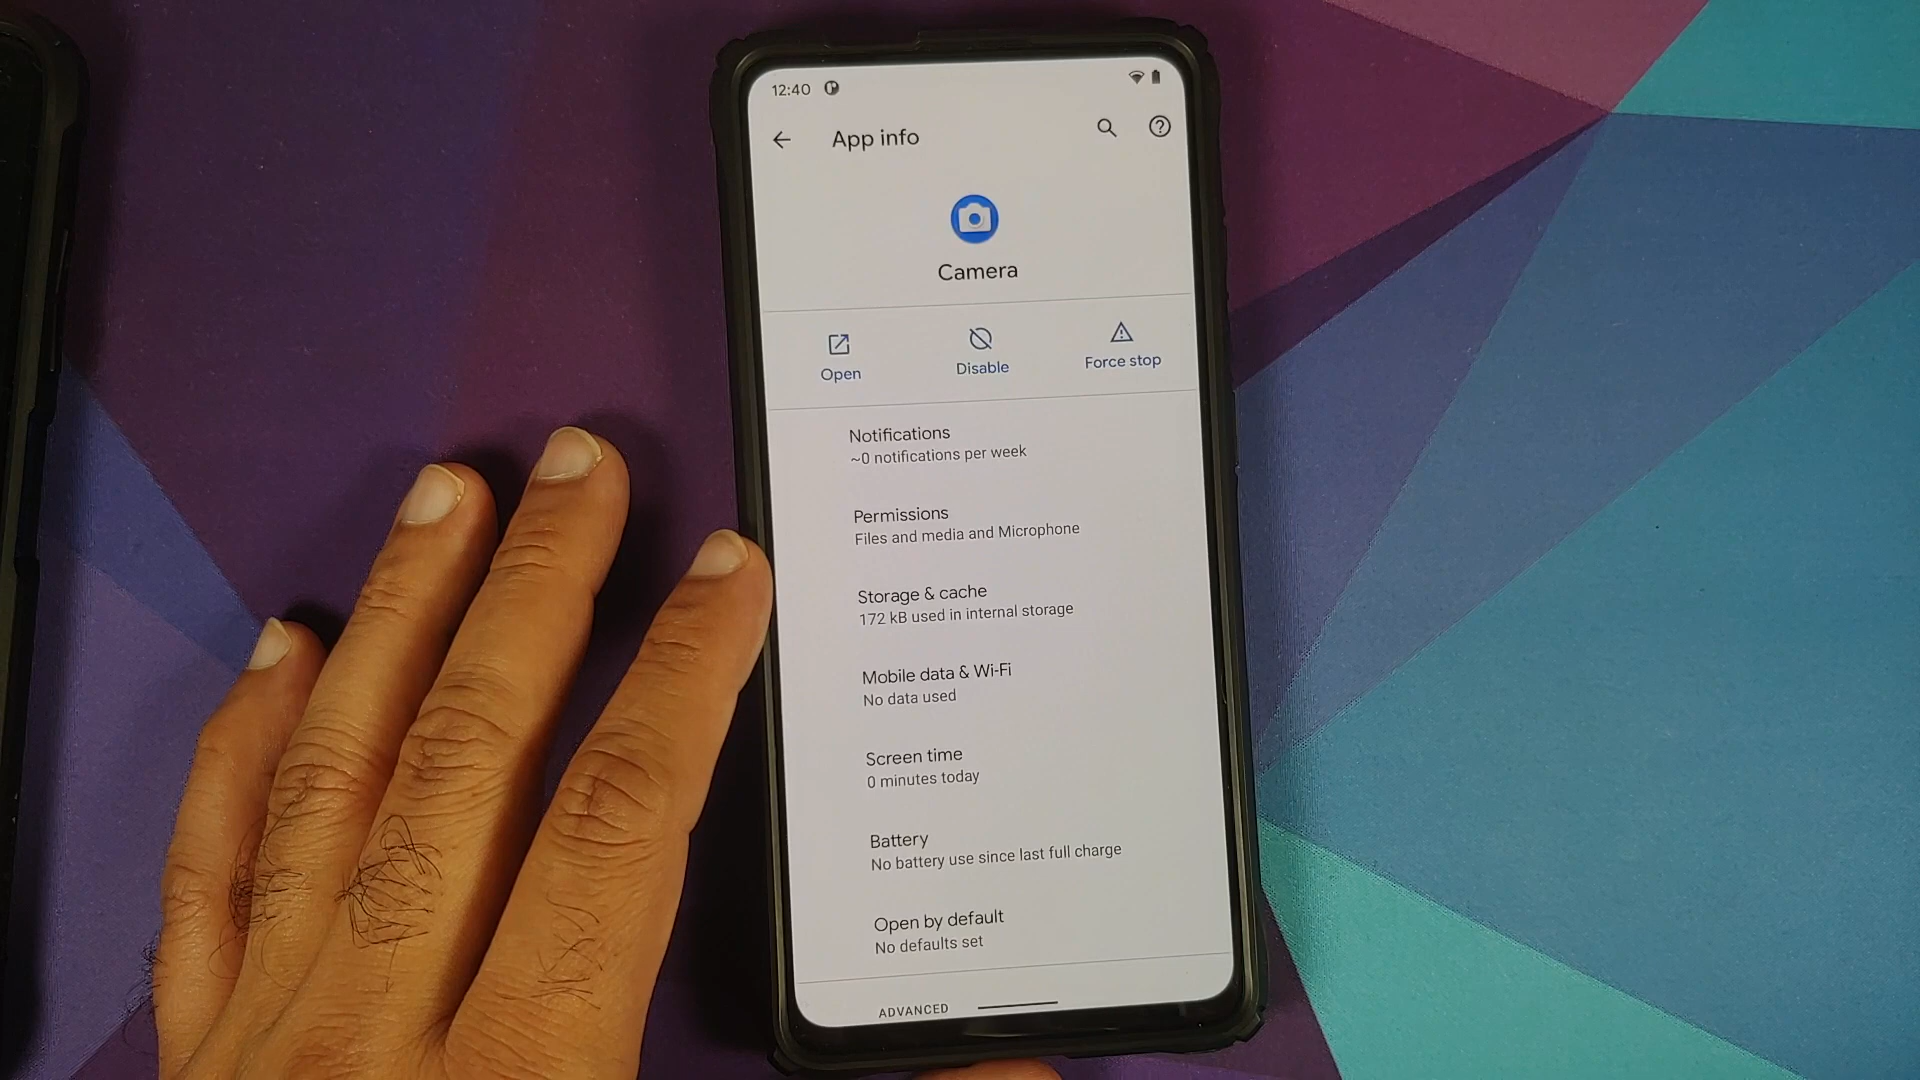 12:40
App info
Camera
Open
Disable
Force stop
Notifications
~0 notifications per week
Permissions
Files and media and Microphone
Storage & cache
172 kB used in internal storage
Mobile data & Wi-Fi
No data used
Screen time
0 minutes today
Battery
No battery use since last full charge
Open by default
No defaults set
ADVANCED